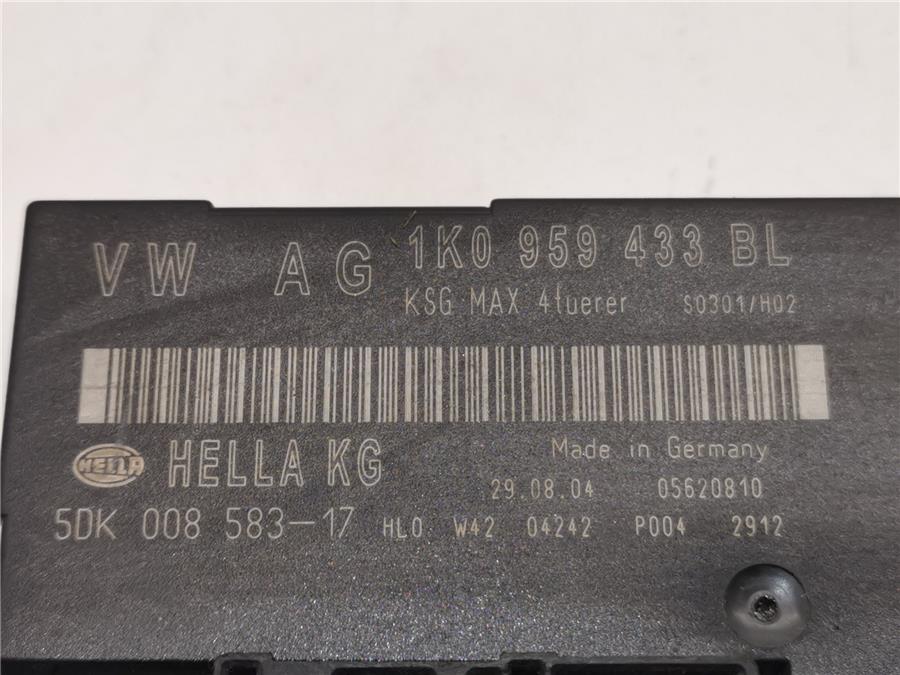 VW AG 1K0 959 433 BL
KSG MAX 4tuerer S0301/H02
HELLA HELLA KG Made in Germany
29.08.04 05620810
5DK 008 583-17 HL0 W42 04242 P004 2912